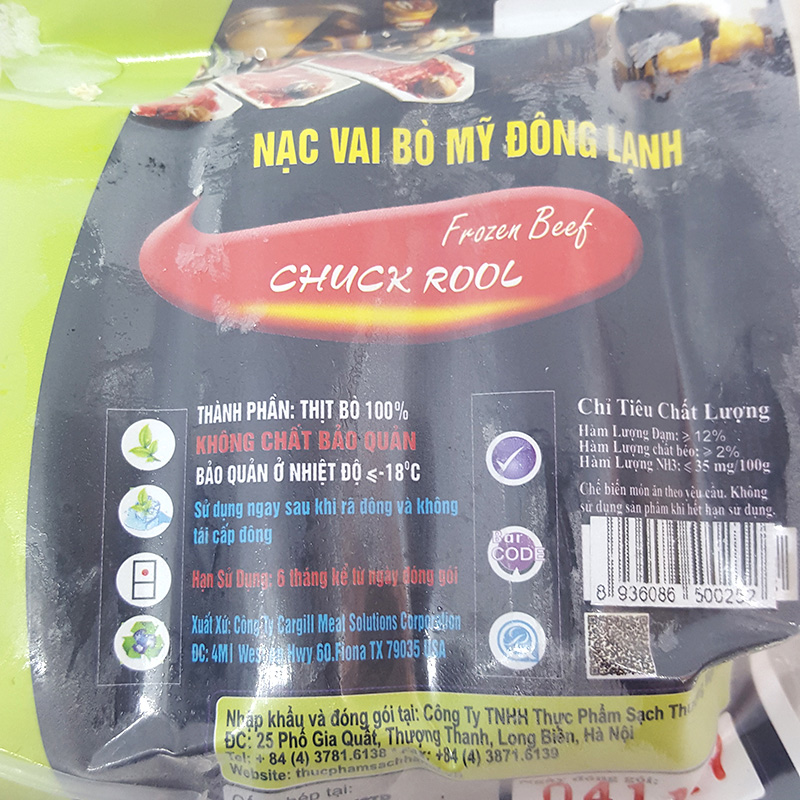 NẠC VAI BÒ MỸ ĐÔNG LẠNH
Frozen Beef
CHUCK ROOL
THÀNH PHẦN: THỊT BÒ 100%
KHÔNG CHẤT BẢO QUẢN
BẢO QUẢN Ở NHIỆT ĐỘ ⩽-18°C
Sử dụng ngay sau khi rã đông và không
tái cấp đông
Hạn Sử Dụng: 6 tháng kể từ ngày đóng gói
Xuất Xứ: Công Ty Cargill Meat Solutions Corporation
ĐC: 4M Hwy 60.Fiona TX 79035 USA
Chỉ Tiêu Chất Lượng
Hàm Lượng Đạm: ⩾ 12%
Hàm Lượng chất béo: ⩾ 2%
Hàm Lượng NH3: ≤ 35 mg/100g
Chế biến món ăn theo yêu cầu. Không
sử dụng sản phẩm khi hết hạn sử dụng.
Bar
CODE
8 936086 500252
Nhập khẩu và đóng gói tại: Công Ty TNHH Thực Phẩm Sạch
ĐC: 25 Phố Gia Quất, Thượng Thanh, Long Biên, Hà Nội
Tel: + 84 (4) 3781.6138 * Fax: +84 (4) 3871.6139
Website:
Ngày đóng gói: